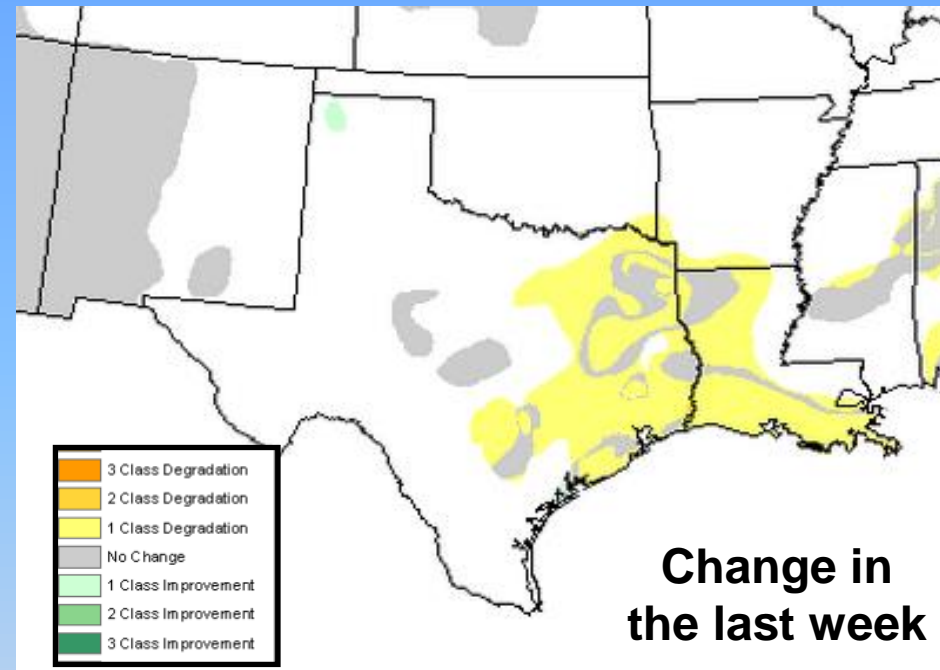 3 Class Degradation
2 Class Degradation
1 Class Degradation
No Change
1 Class Improvement
2 Class Improvement
3 Class Improvement
Change in
the last week